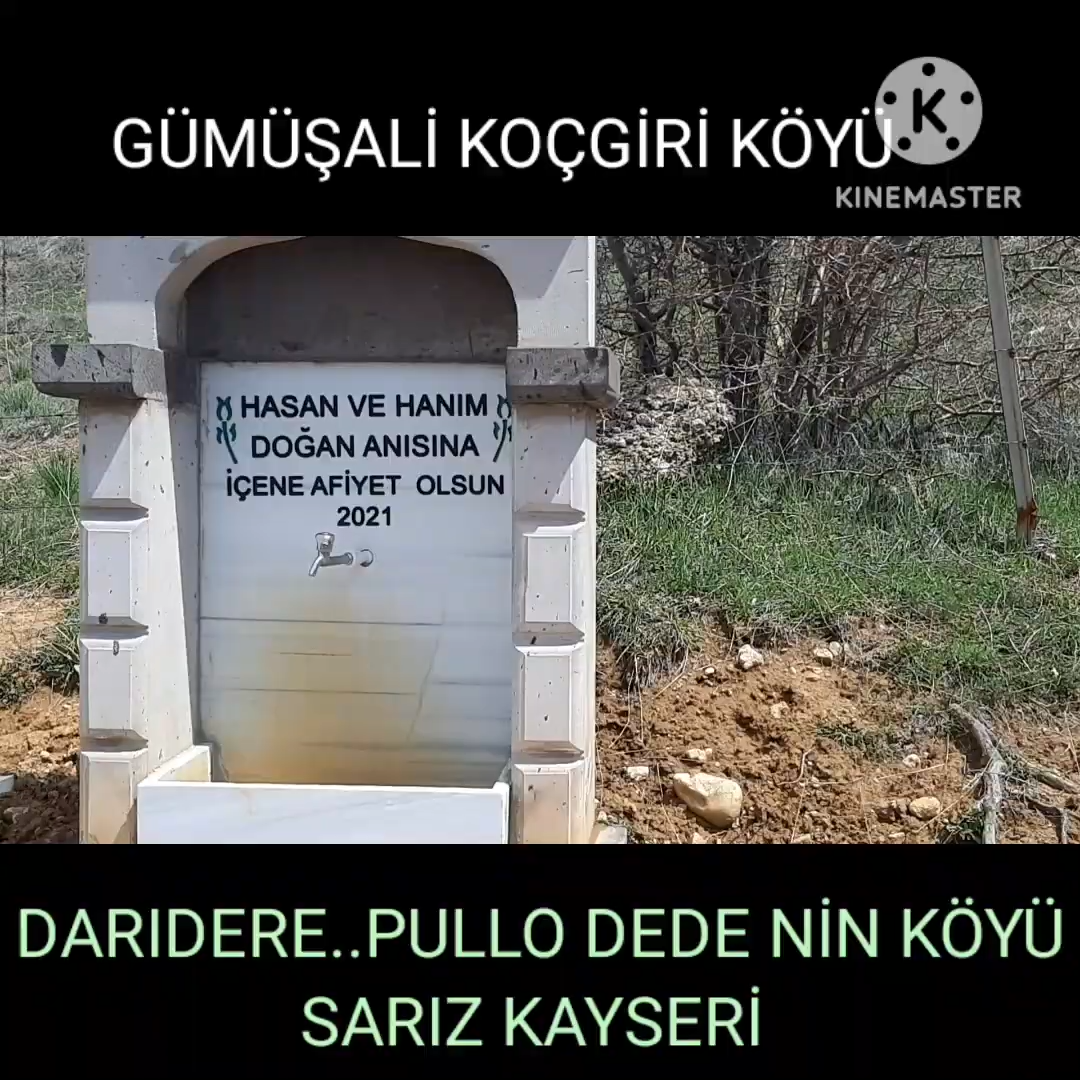 GÜMÜŞALİ KOÇGİRİ KÖYÜ
K
KINEMASTER
HASAN VE HANIM
DOĞAN ANISINA
İÇENE AFİYET OLSUN
2021
DARIDERE..PULLO DEDE NİN KÖYÜ
SARIZ KAYSERİ